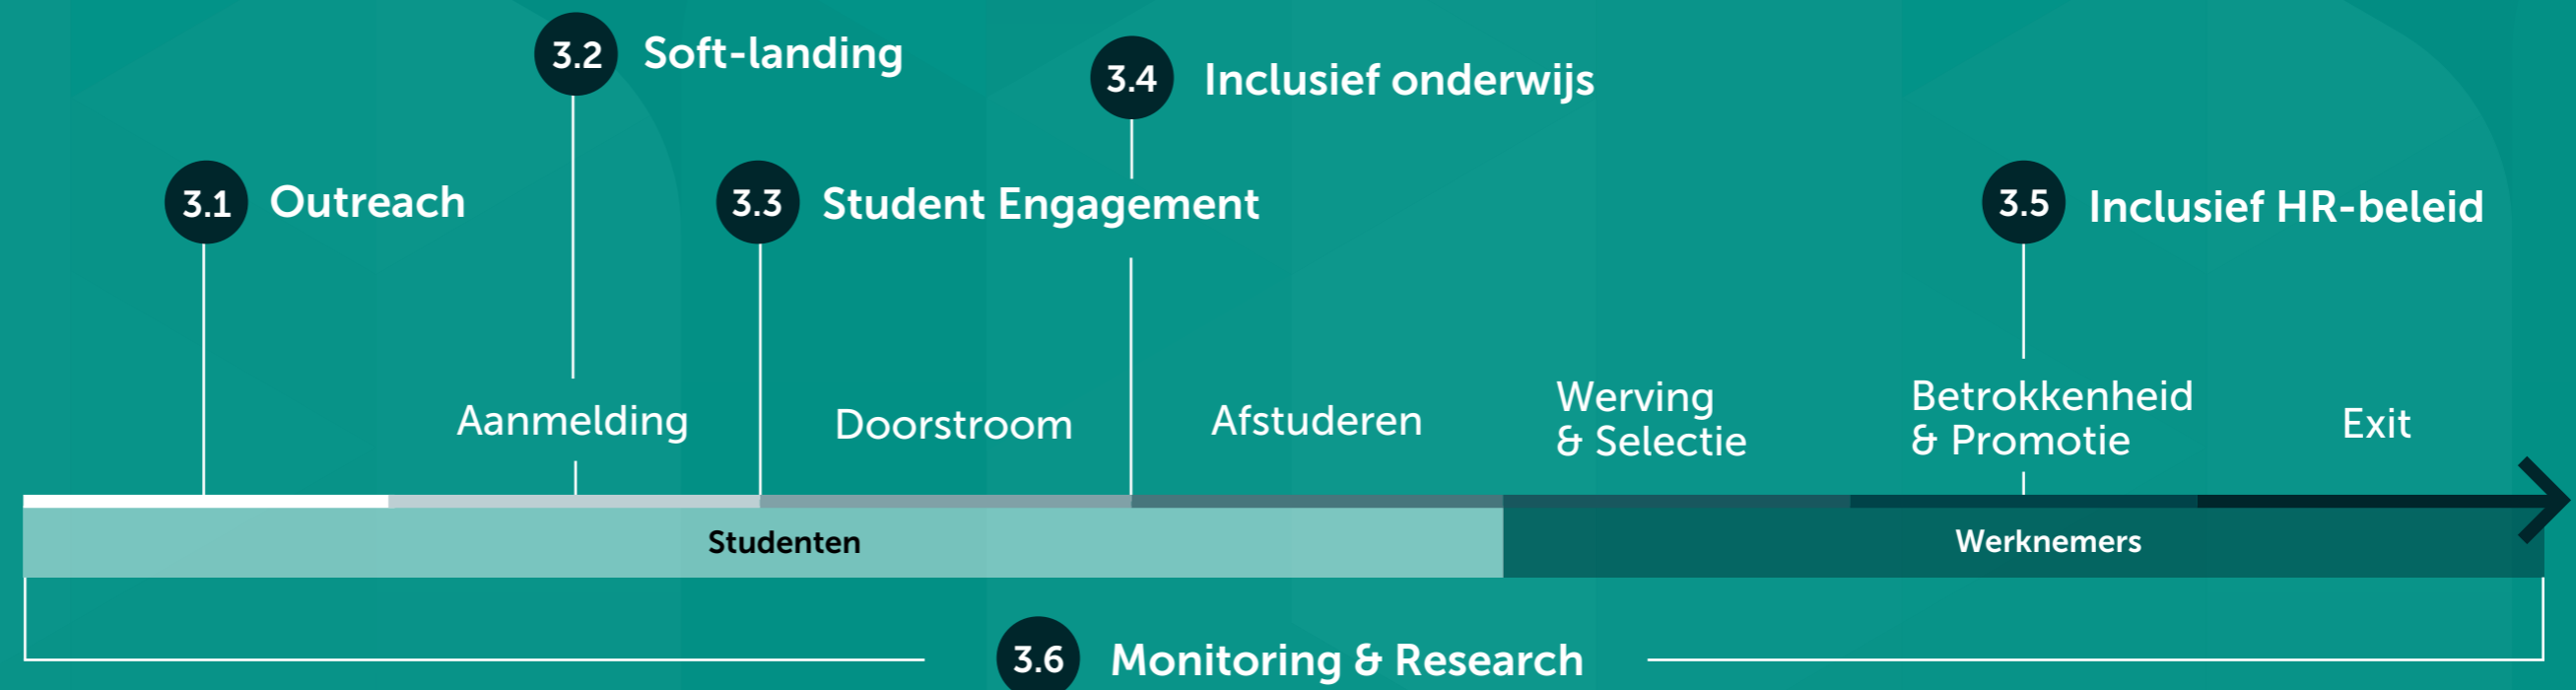 3.2 Soft-landing
3.4 Inclusief onderwijs
3.1 Outreach
3.3 Student Engagement
3.5 Inclusief HR-beleid
Aanmelding
Doorstroom
Afstuderen
Werving
& Selectie
Betrokkenheid
& Promotie
Exit
Studenten
Werknemers
3.6 Monitoring & Research